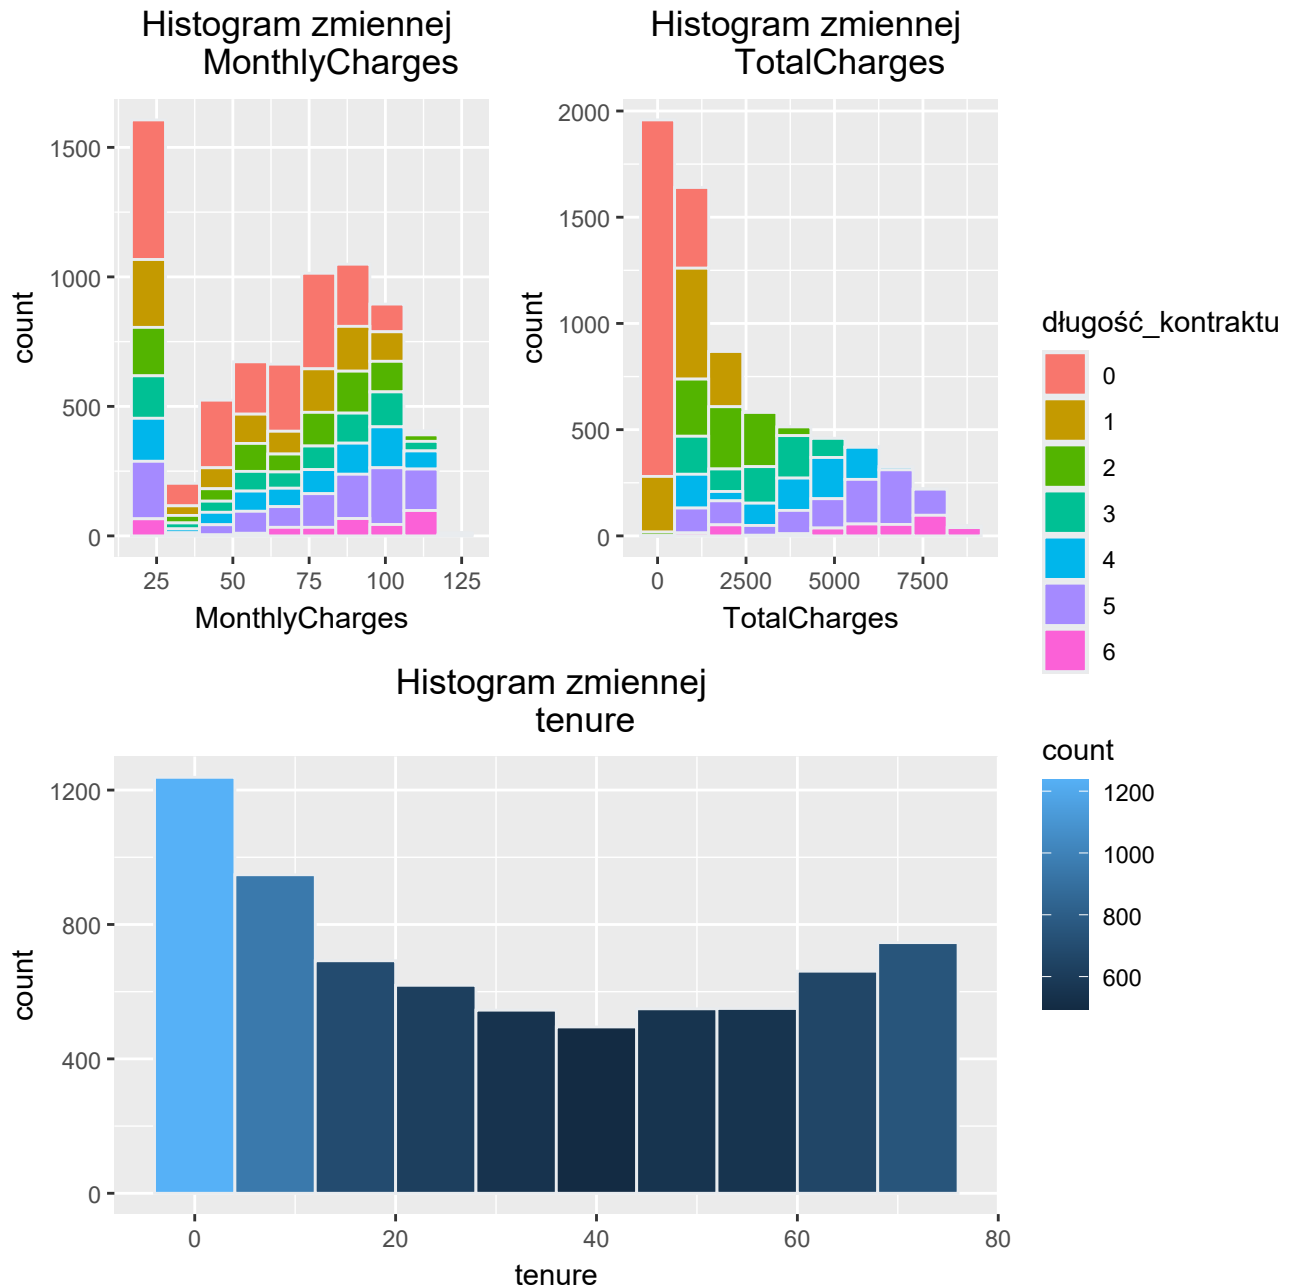 Histogram zmiennej
MonthlyCharges
count
1500
1000
500
0
25 50 75 100 125
MonthlyCharges
Histogram zmiennej
TotalCharges
count
2000
1500
1000
500
0
0 2500 5000 7500
TotalCharges
długość_kontraktu
0
1
2
3
4
5
6
Histogram zmiennej
tenure
count
1200
800
400
0
0 20 40 60 80
tenure
count
1200
1000
800
600